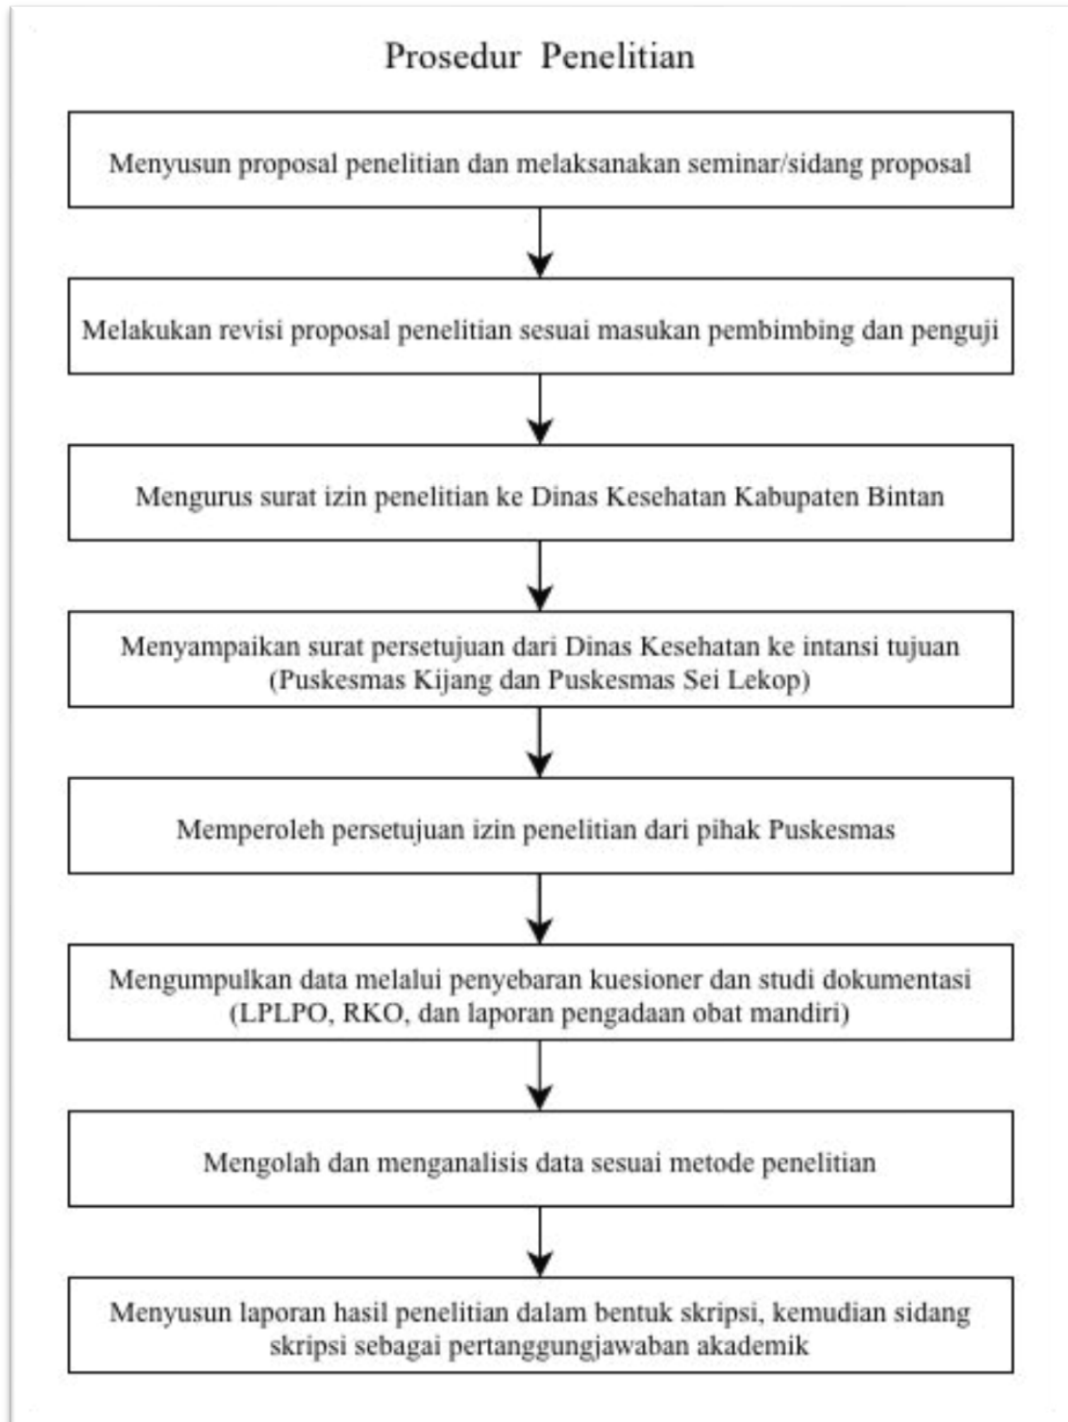 Prosedur Penelitian
Menyusun proposal penelitian dan melaksanakan seminar/sidang proposal
Melakukan revisi proposal penelitian sesuai masukan pembimbing dan penguji
Mengurus surat izin penelitian ke Dinas Kesehatan Kabupaten Bintan
Menyampaikan surat persetujuan dari Dinas Kesehatan ke intansi tujuan
(Puskesmas Kijang dan Puskesmas Sei Lekop)
Memperoleh persetujuan izin penelitian dari pihak Puskesmas
Mengumpulkan data melalui penyebaran kuesioner dan studi dokumentasi
(LPLPO, RKO, dan laporan pengadaan obat mandiri)
Mengolah dan menganalisis data sesuai metode penelitian
Menyusun laporan hasil penelitian dalam bentuk skripsi, kemudian sidang
skripsi sebagai pertanggungjawaban akademik